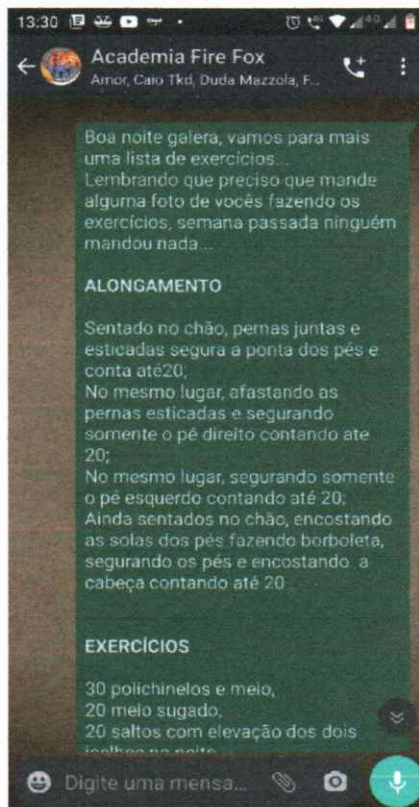 13:30
Academia Fire Fox
Amor, Caio Tkd, Duda Mazzola, F...
Boa noite galera, vamos para mais
uma lista de exercícios...
Lembrando que preciso que mande
alguma foto de vocês fazendo os
exercícios, semana passada ninguém
mandou nada...
ALONGAMENTO
Sentado no chão, pernas juntas e
esticadas segura a ponta dos pés e
conta até20;
No mesmo lugar, afastando as
pernas esticadas e segurando
somente o pé direito contando ate
20;
No mesmo lugar, segurando somente
o pé esquerdo contando até 20;
Ainda sentados no chão, encostando
as solas dos pés fazendo borboleta,
segurando os pés e encostando a
cabeça contando até 20
EXERCÍCIOS
30 polichinelos e meio,
20 meio sugado,
20 saltos com elevação dos dois
joelhos no peito
Digite uma mensa...